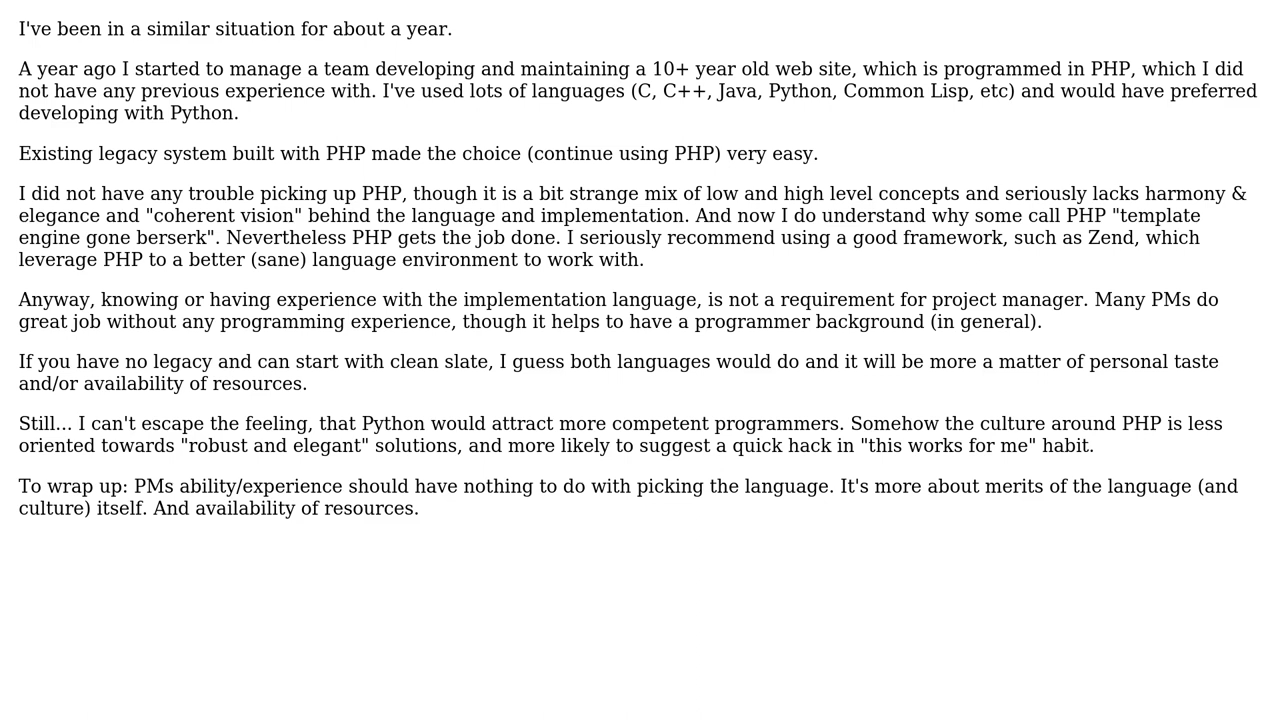 I've been in a similar situation for about a year.
A year ago I started to manage a team developing and maintaining a 10+ year old web site, which is programmed in PHP, which I did
not have any previous experience with. I've used lots of languages (C, C++, Java, Python, Common Lisp, etc) and would have preferred
developing with Python.
Existing legacy system built with PHP made the choice (continue using PHP) very easy.
I did not have any trouble picking up PHP, though it is a bit strange mix of low and high level concepts and seriously lacks harmony &
elegance and "coherent vision" behind the language and implementation. And now I do understand why some call PHP "template
engine gone berserk". Nevertheless PHP gets the job done. I seriously recommend using a good framework, such as Zend, which
leverage PHP to a better (sane) language environment to work with.
Anyway, knowing or having experience with the implementation language, is not a requirement for project manager. Many PMs do
great job without any programming experience, though it helps to have a programmer background (in general).
If you have no legacy and can start with clean slate, I guess both languages would do and it will be more a matter of personal taste
and/or availability of resources.
Still... I can't escape the feeling, that Python would attract more competent programmers. Somehow the culture around PHP is less
oriented towards "robust and elegant" solutions, and more likely to suggest a quick hack in "this works for me" habit.
To wrap up: PMs ability/experience should have nothing to do with picking the language. It's more about merits of the language (and
culture) itself. And availability of resources.